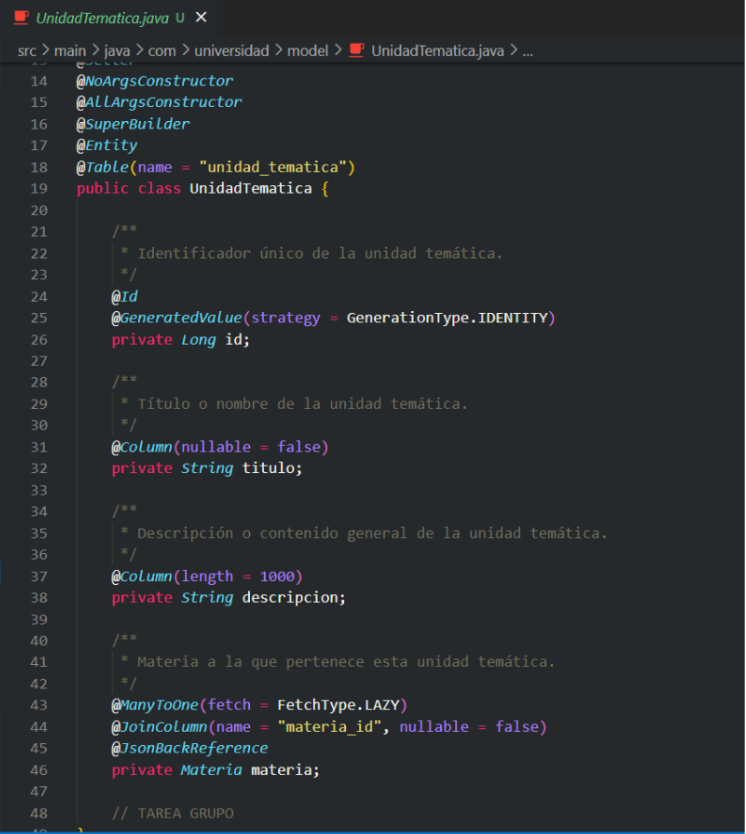 UnidadTematica.java U ×
src > main > java > com > universidad > model > UnidadTematica.java > ...
14 @NoArgsConstructor
15 @AllArgsConstructor
16 @SuperBuilder
17 @Entity
18 @Table(name = "unidad_tematica")
19 public class UnidadTematica {
20
21 /**
22 * Identificador único de la unidad temática.
23 */
24 @Id
25 @GeneratedValue(strategy = GenerationType.IDENTITY)
26 private Long id;
27
28 /**
29 * Título o nombre de la unidad temática.
30 */
31 @Column(nullable = false)
32 private String titulo;
33
34 /**
35 * Descripción o contenido general de la unidad temática.
36 */
37 @Column(length = 1000)
38 private String descripcion;
39
40 /**
41 * Materia a la que pertenece esta unidad temática.
42 */
43 @ManyToOne(fetch = FetchType.LAZY)
44 @JoinColumn(name = "materia_id", nullable = false)
45 @JsonBackReference
46 private Materia materia;
47
48 // TAREA GRUPO